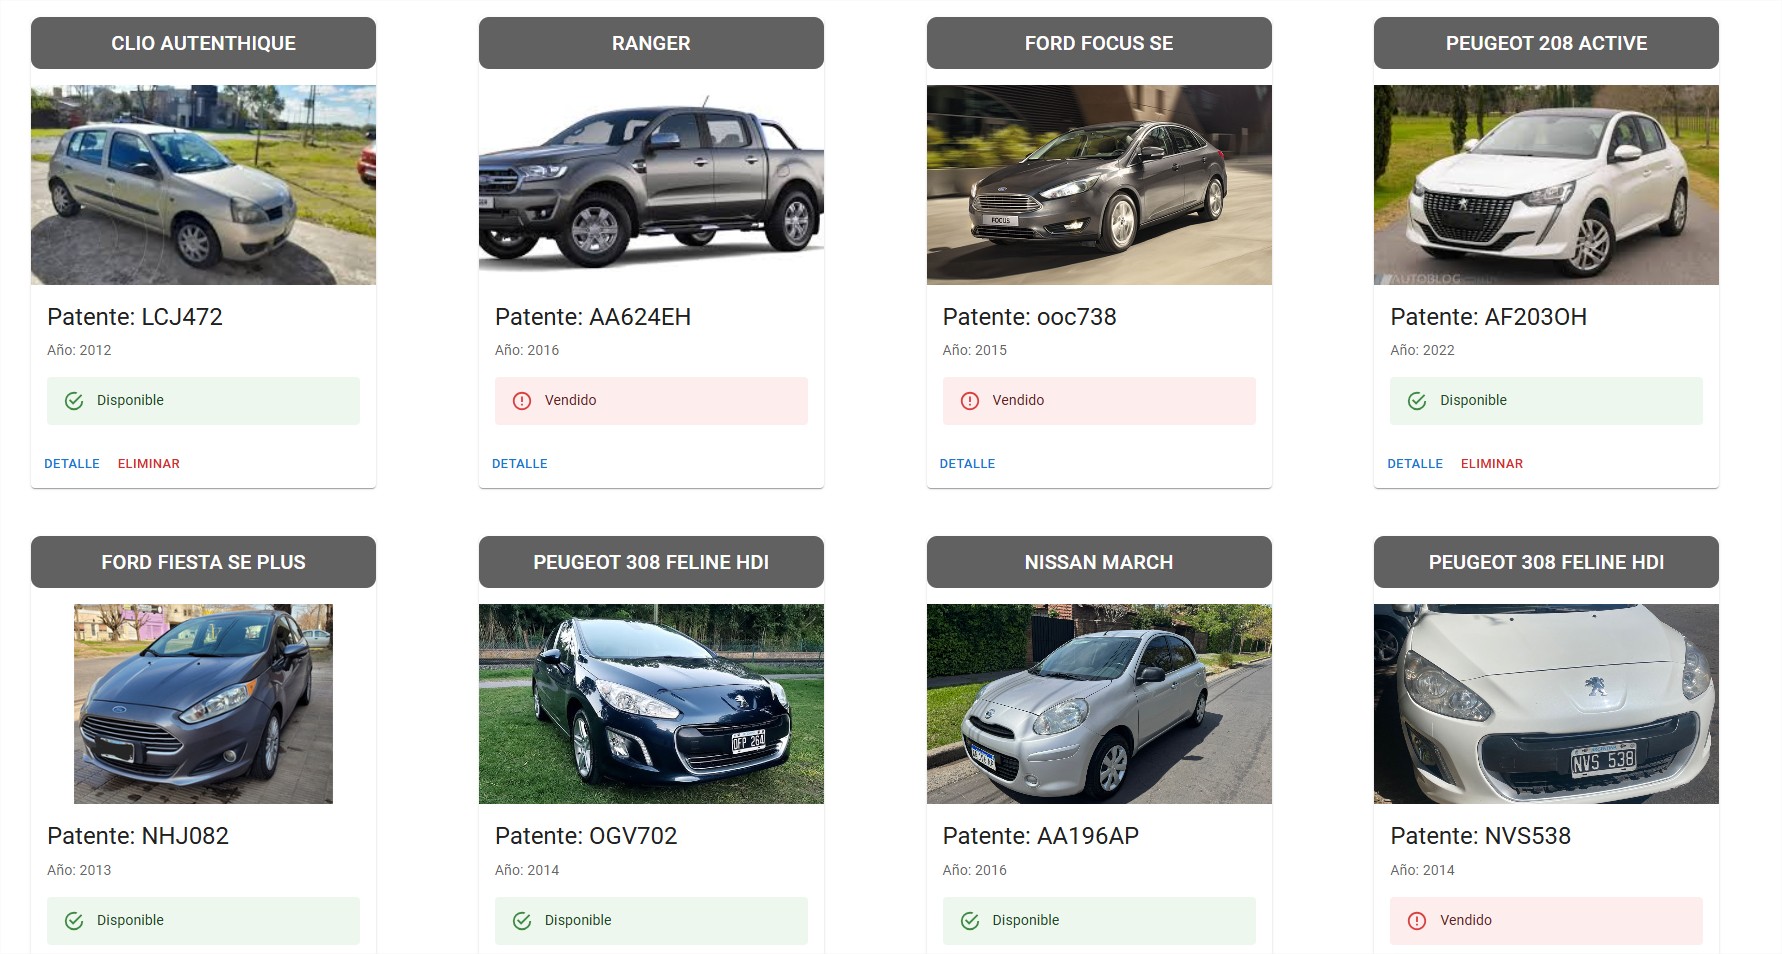 CLIO AUTENTHIQUE
RANGER
FORD FOCUS SE
PEUGEOT 208 ACTIVE
FOCUS
AUTOBLOG
Patente: LCJ472
Patente: AA624EH
Patente: ooc738
Patente: AF203OH
Año: 2012
Año: 2016
Año: 2015
Año: 2022
Disponible
Vendido
Vendido
Disponible
DETALLE ELIMINAR
DETALLE
DETALLE
DETALLE ELIMINAR
FORD FIESTA SE PLUS
PEUGEOT 308 FELINE HDI
NISSAN MARCH
PEUGEOT 308 FELINE HDI
NVS 538
Patente: NHJ082
Patente: OGV702
Patente: AA196AP
Patente: NVS538
Año: 2013
Año: 2014
Año: 2016
Año: 2014
Disponible
Disponible
Disponible
Vendido